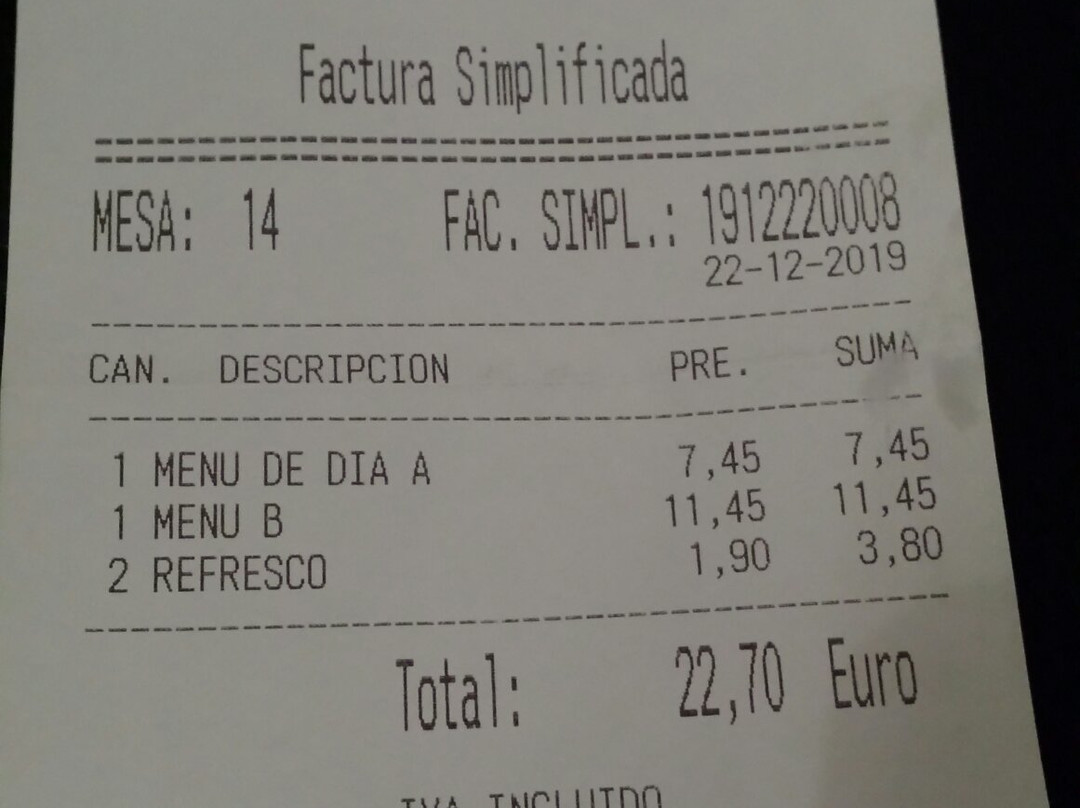 Factura Simplificada
MESA: 14 FAC. SIMPL.: 1912220008
22-12-2019
CAN. DESCRIPCION PRE. SUMA
1 MENU DE DIA A 7,45 7,45
1 MENU B 11,45 11,45
2 REFRESCO 1,90 3,80
Total: 22,70 Euro
IVA INCLUIDO